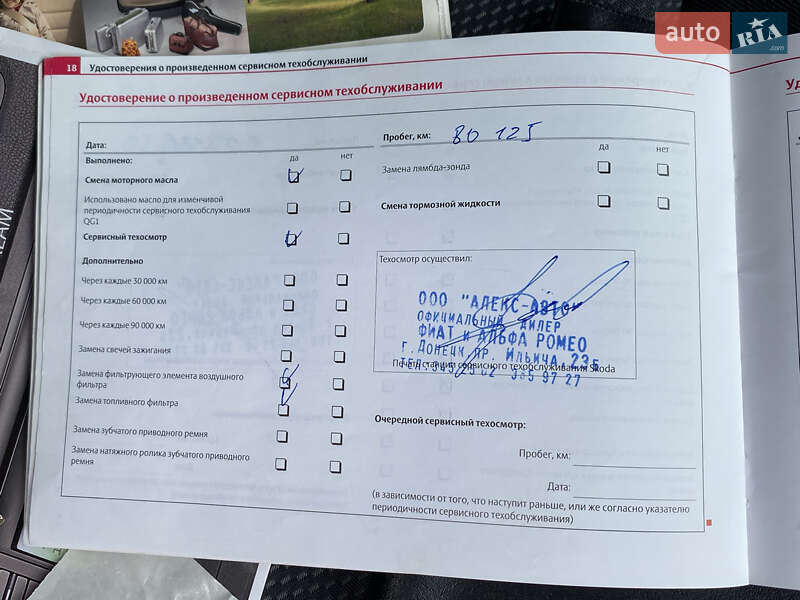 auto RIA .com
18 Удостоверения о произведенном сервисном техобслуживании
Удостоверение о произведенном сервисном техобслуживании
Дата:
Выполнено:
да нет
Смена моторного масла
Использовано масло для изменчивой
периодичности сервисного техобслуживания
QG1
Сервисный техосмотр
Дополнительно
Через каждые 30 000 км
Через каждые 60 000 км
Через каждые 90 000 км
Замена свечей зажигания
Замена фильтрующего элемента воздушного
фильтра
Замена топливного фильтра
Замена зубчатого приводного ремня
Замена натяжного ролика зубчатого приводного
ремня
Пробег, км: 80 125
да нет
Замена лямбда-зонда
Смена тормозной жидкости
Техосмотр осуществил:
ООО "АЛЕКС-АВТО"
ОФИЦИАЛЬНЫЙ ДИЛЕР
ФИАТ и АЛЬФА РОМЕО
г. ДОНЕЦК, ПР. ИЛЬИЧА, 23Б
станции сервисного техобслуживания Skoda
Очередной сервисный техосмотр:
Пробег, км:
Дата:
(в зависимости от того, что наступит раньше, или же согласно указателю
периодичности сервисного техобслуживания)